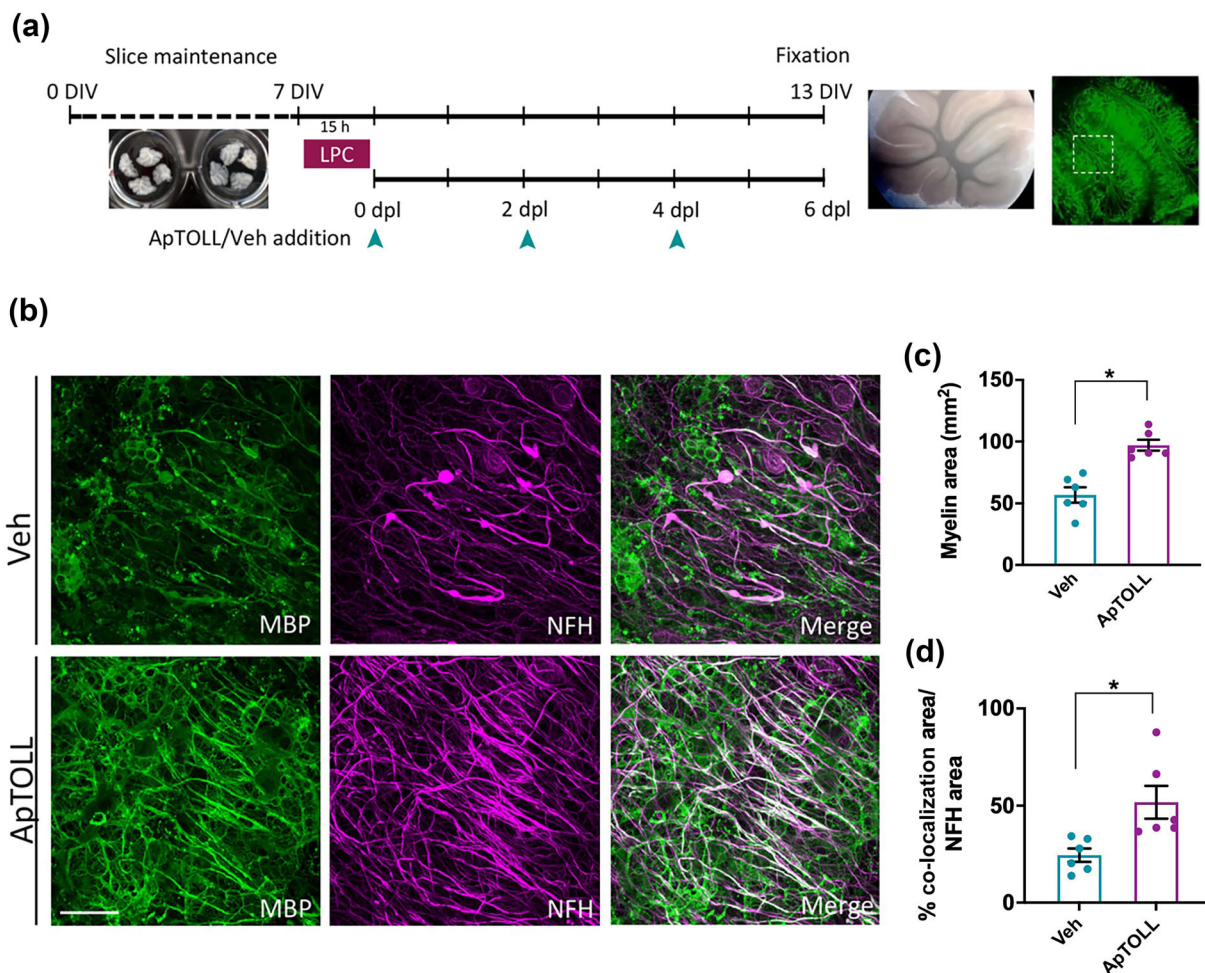 (a)
Slice maintenance
Fixation
0 DIV
7 DIV
13 DIV
15 h
LPC
0 dpl
2 dpl
4 dpl
6 dpl
ApTOLL/Veh addition
(b)
Veh
MBP
NFH
Merge
ApTOLL
MBP
NFH
Merge
(c)
Myelin area (mm²)
150
100
50
0
*
Veh
ApTOLL
(d)
% co-localization area/
NFH area
100
50
0
*
Veh
ApTOLL